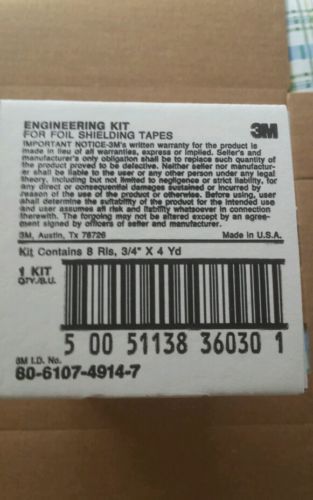 ENGINEERING KIT
FOR FOIL SHIELDING TAPES
3M
IMPORTANT NOTICE-3M's written warranty for the product is
made in lieu of all warranties, express or implied. Seller's and
manufacturer's only obligation shall be to replace such quantity of
the product proved to be defective. Neither seller nor manufactur-
er shall be liable to the user or any other person under any legal
theory, including but not limited to negligence or strict liability, for
any direct or consequential damages sustained or incurred by
reason of the use of the product or otherwise. Before using, user
shall determine the suitability of the product for the intended use
and user assumes all risk and liability whatsoever in connection
therewith. The forgoing may not be altered except by an agree-
ment signed by officers of seller and manufacturer.
3M, Austin, Tx 78726 Made in U.S.A.
Kit Contains 8 Rls, 3/4" X 4 Yd
1 KIT
QTY./B.U.
5 00 51138 36030 1
3M I.D. No.
80-6107-4914-7